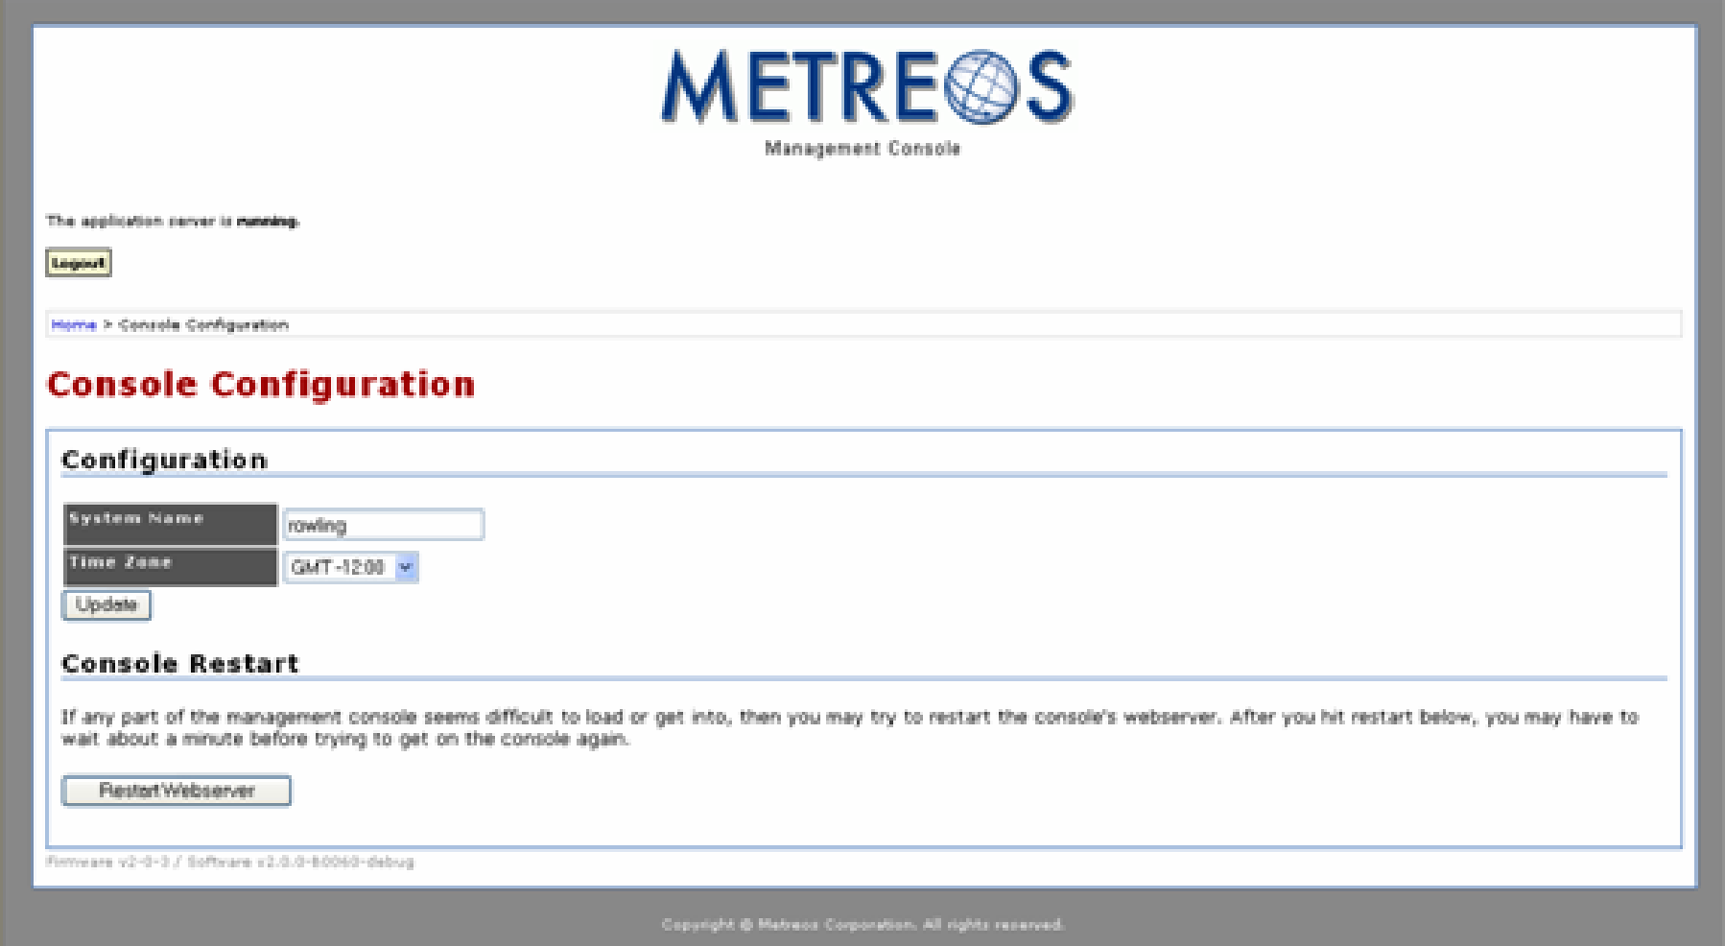 METREOS
Management Console
The application server is running.
Logout
Home > Console Configuration
Console Configuration
Configuration
System Name
rowling
Time Zone
GMT -12:00
Update
Console Restart
If any part of the management console seems difficult to load or get into, then you may try to restart the console's webserver. After you hit restart below, you may have to
wait about a minute before trying to get on the console again.
Restart Webserver
Firmware v2-0-3 / Software v2.0.0-B0060-debug
Copyright © Metreos Corporation. All rights reserved.